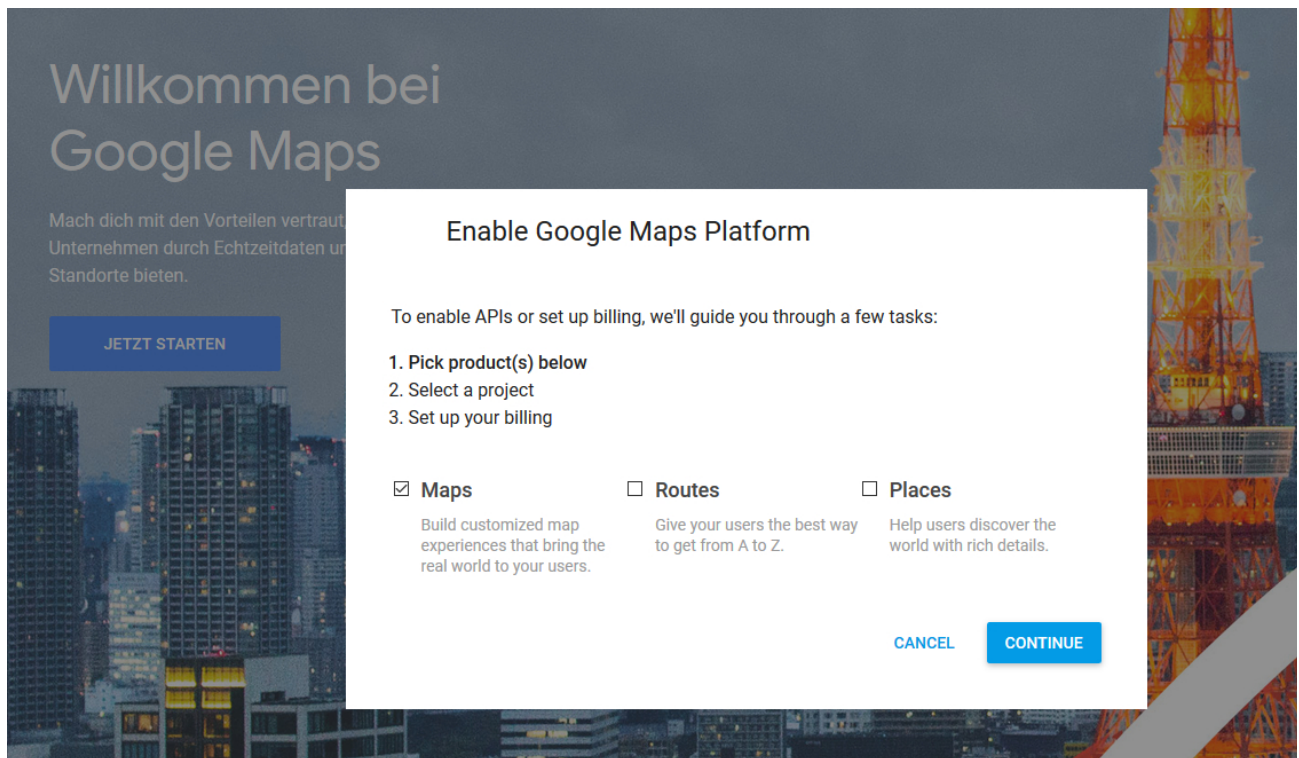 Willkommen bei
Google Maps
Mach dich mit den Vorteilen vertraut,
Unternehmen durch Echtzeitdaten
Standorte bieten.
JETZT STARTEN
Enable Google Maps Platform
To enable APIs or set up billing, we'll guide you through a few tasks:
1. Pick product(s) below
2. Select a project
3. Set up your billing
Maps
Build customized map
experiences that bring the
real world to your users.
Routes
Give your users the best way
to get from A to Z.
Places
Help users discover the
world with rich details.
CANCEL
CONTINUE